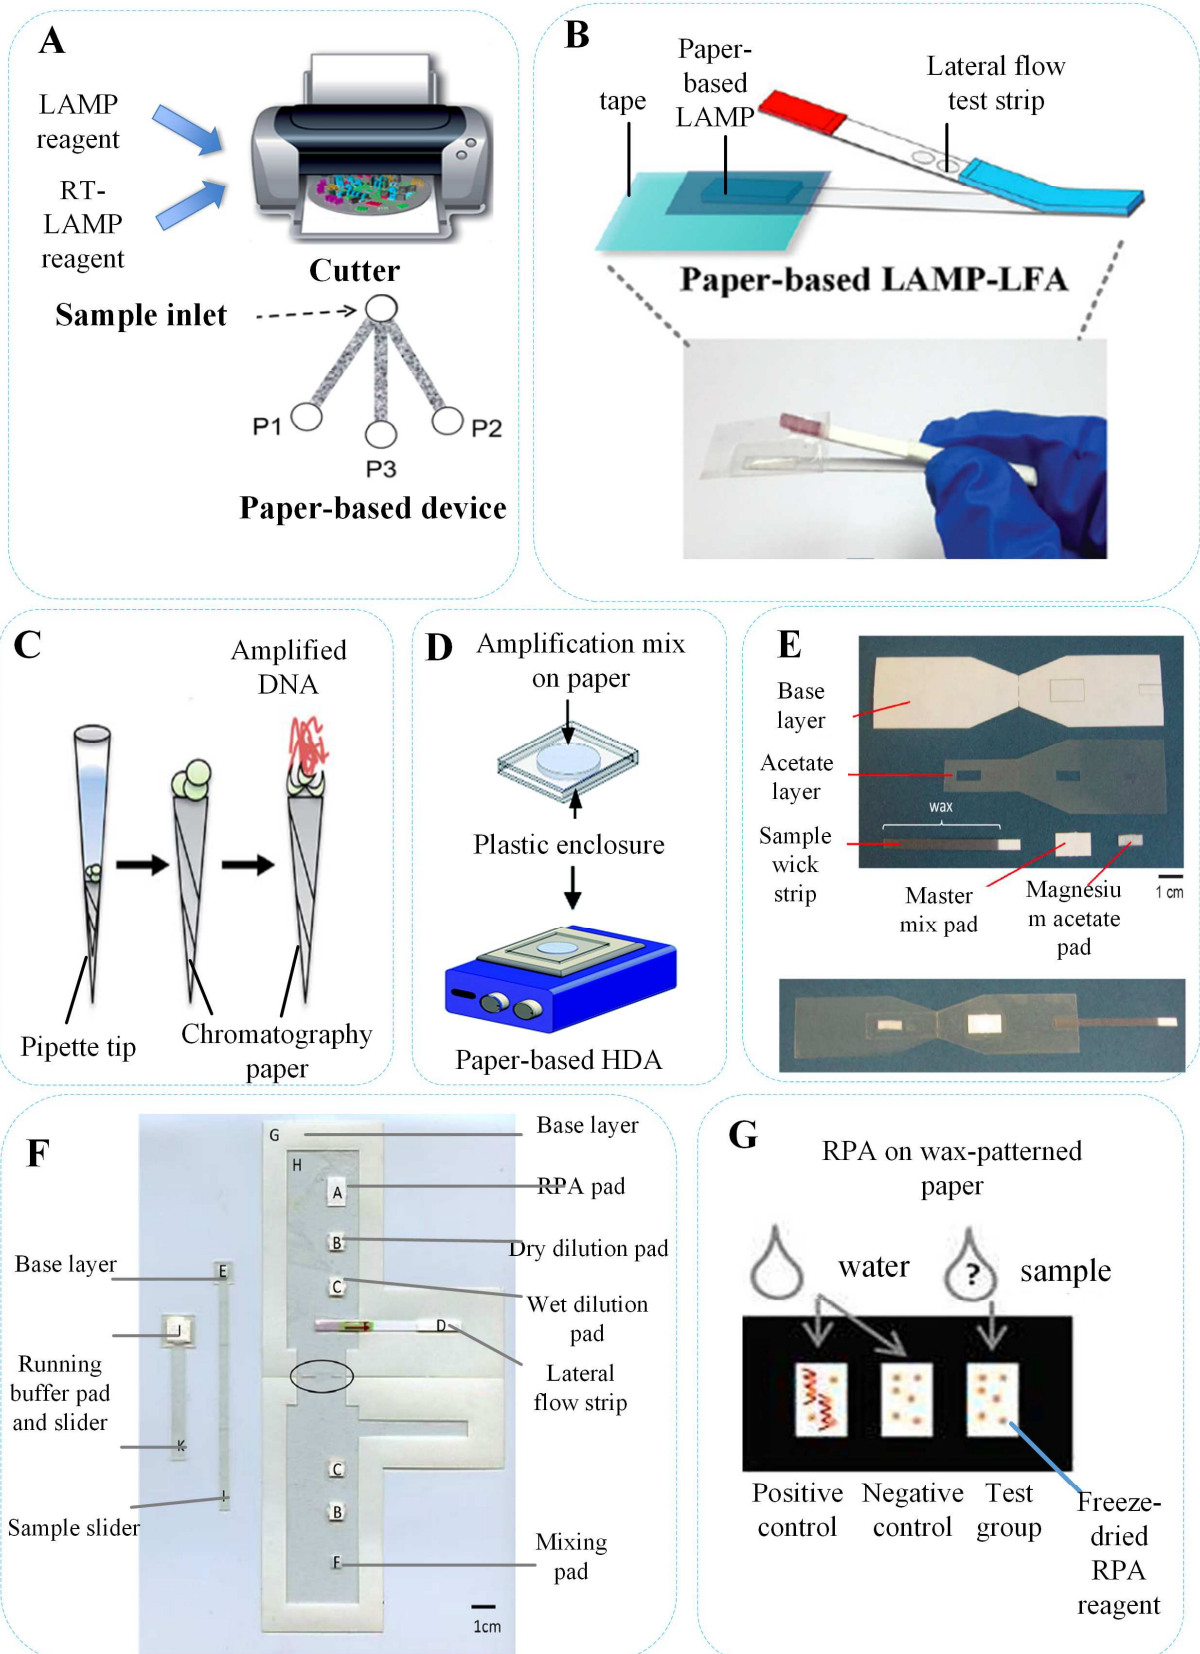 A
LAMP
reagent
RT-
LAMP
reagent
Cutter
Sample inlet
P1
P2
P3
Paper-based device
B
Paper-
based
LAMP
tape
Lateral flow
test strip
Paper-based LAMP-LFA
C
Amplified
DNA
Pipette tip
Chromatography
paper
D
Amplification mix
on paper
Plastic enclosure
Paper-based HDA
E
Base
layer
Acetate
layer
wax
Sample
wick
strip
Master
mix pad
Magnesiu
m acetate
pad
1 cm
F
G
H
A
B
C
D
E
J
K
I
C
B
F
Base layer
RPA pad
Dry dilution pad
Wet dilution
pad
Lateral
flow strip
Base layer
Running
buffer pad
and slider
Sample slider
Mixing
pad
1cm
G
RPA on wax-patterned
paper
water
?
sample
Positive
control
Negative
control
Test
group
Freeze-
dried
RPA
reagent